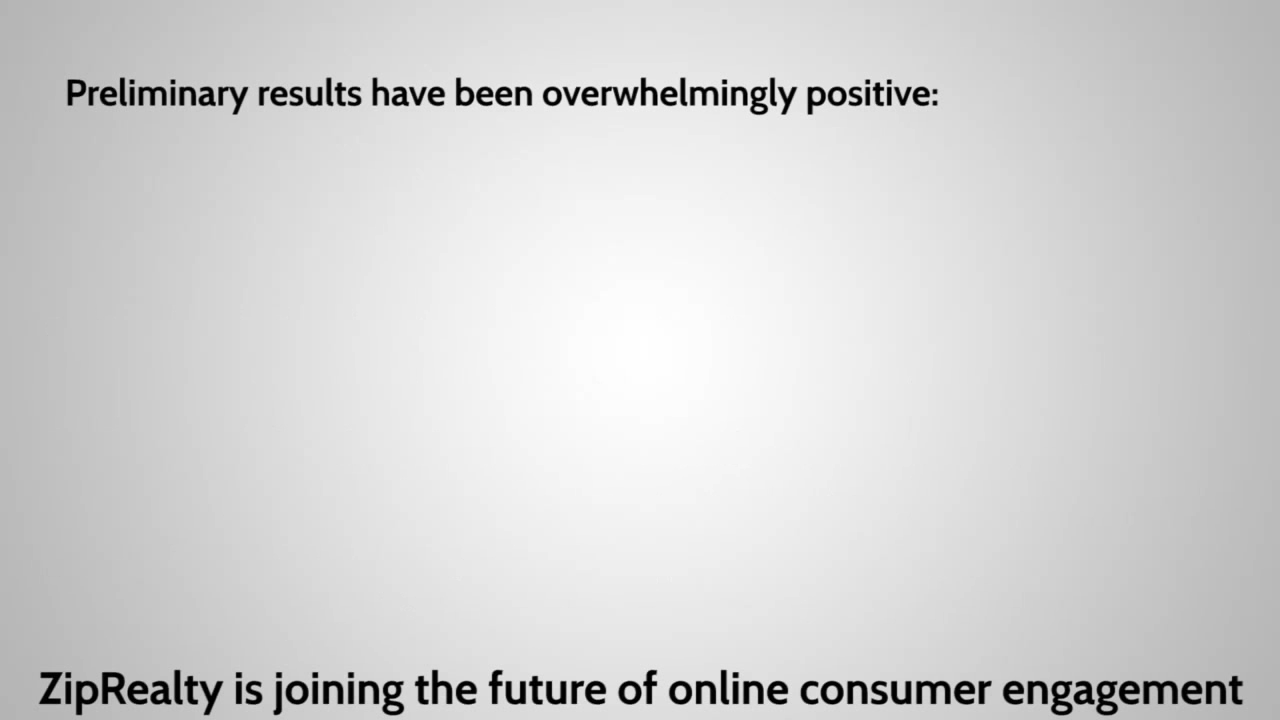 Preliminary results have been overwhelmingly positive:
ZipRealty is joining the future of online consumer engagement